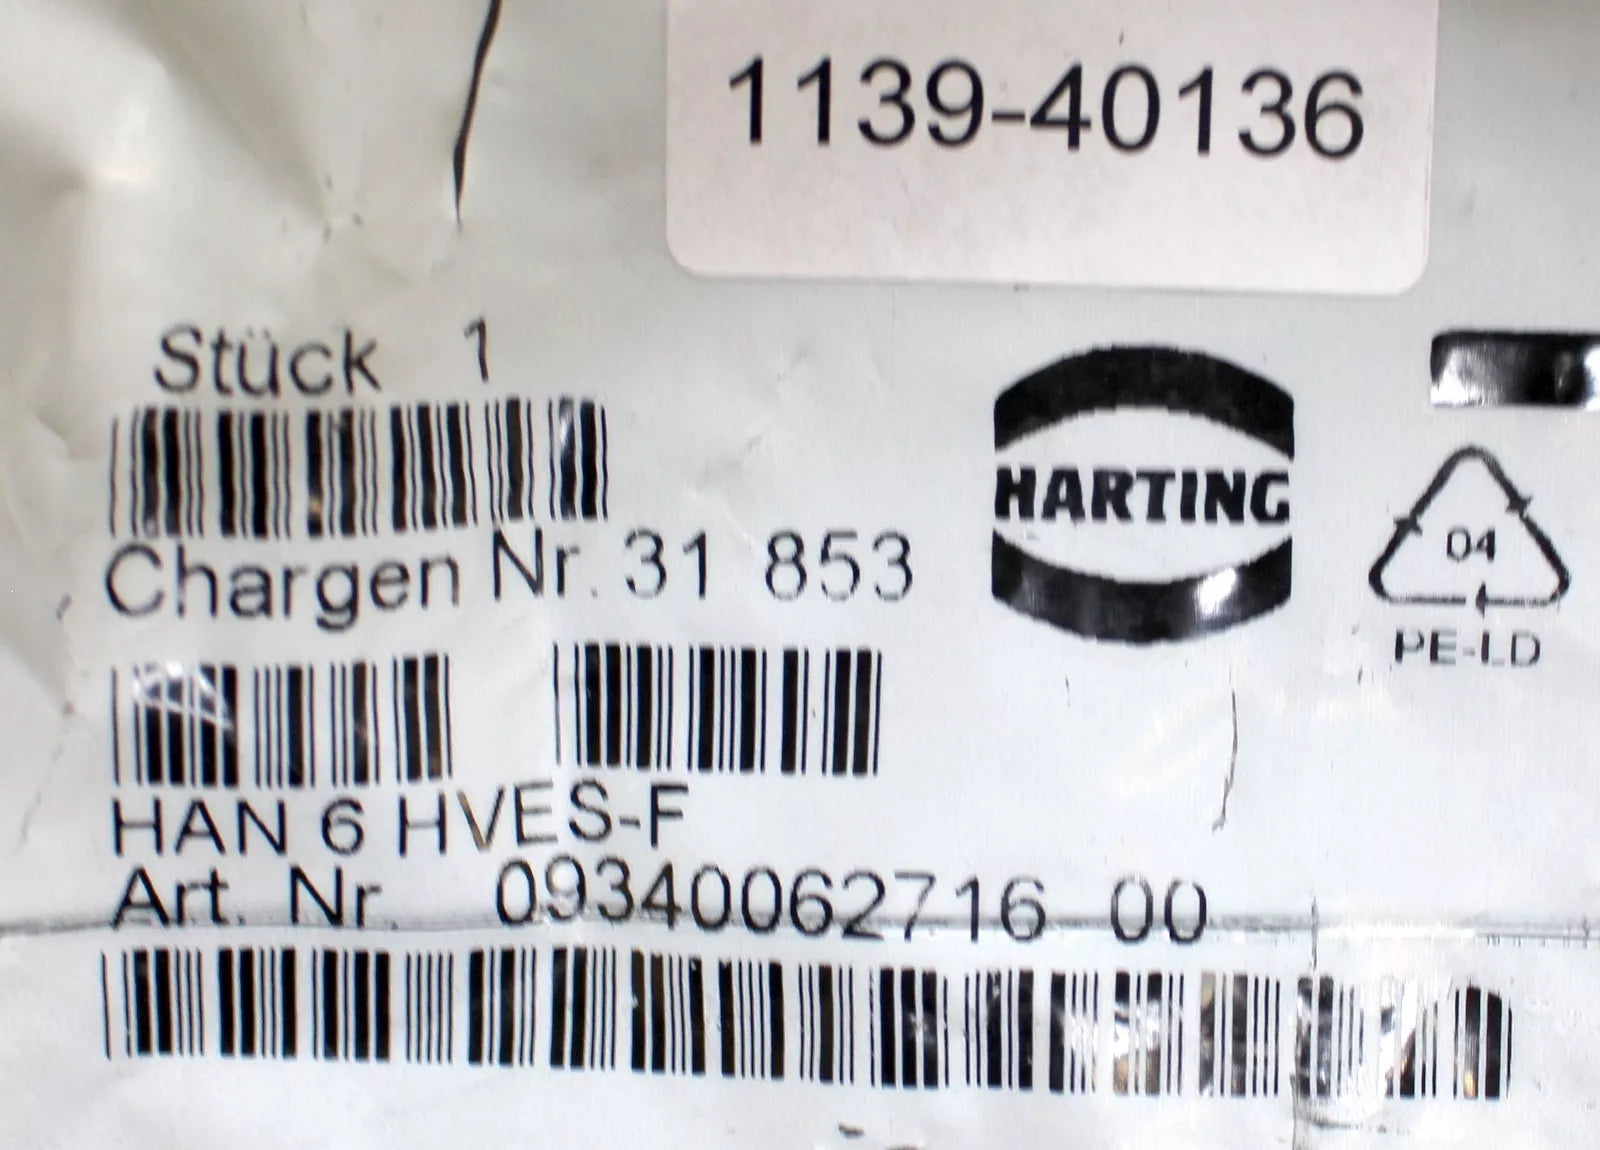 1139-40136
Stück 1
HARTING
04
PE-LD
Chargen Nr. 31 853
HAN 6 HVES-F
Art. Nr. 09340062716 00